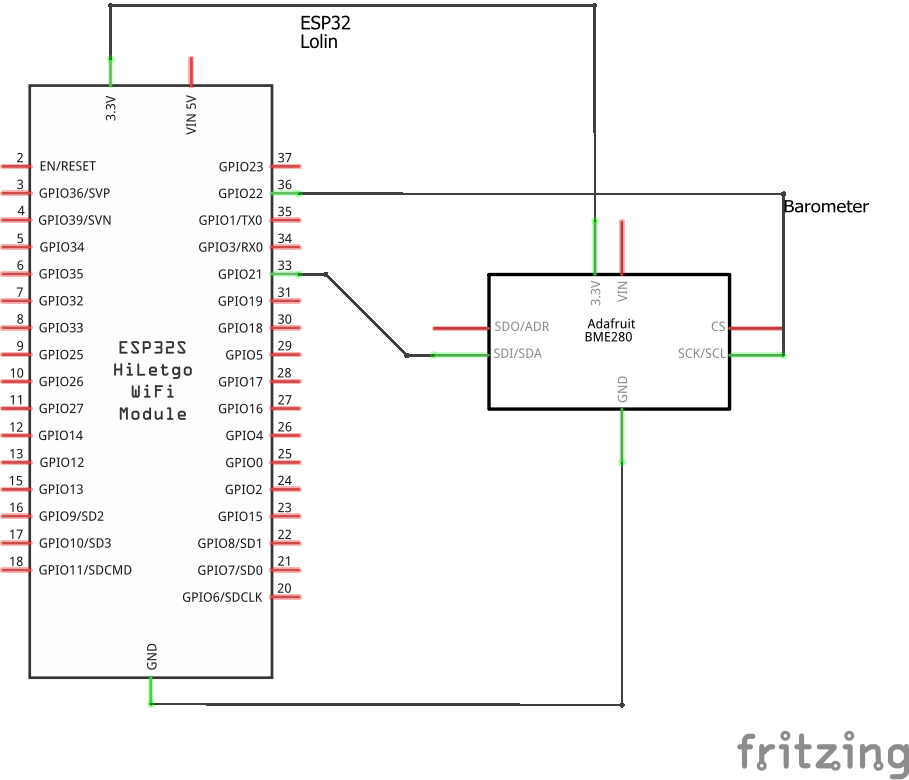 ESP32
Lolin
3.3V
VIN 5V
2 EN/RESET
3 GPIO36/SVP
4 GPIO39/SVN
5 GPIO34
6 GPIO35
7 GPIO32
8 GPIO33
9 GPIO25
10 GPIO26
11 GPIO27
12 GPIO14
13 GPIO12
15 GPIO13
16 GPIO9/SD2
17 GPIO10/SD3
18 GPIO11/SDCMD
ESP32S
HiLetgo
WiFi
Module
GPIO23 37
GPIO22 36
GPIO1/TX0 35
GPIO3/RX0 34
GPIO21 33
GPIO19 31
GPIO18 30
GPIO5 29
GPIO17 28
GPIO16 27
GPIO4 26
GPIO0 25
GPIO2 24
GPIO15 23
GPIO8/SD1 22
GPIO7/SD0 21
GPIO6/SDCLK 20
GND
Barometer
3.3V
VIN
SDO/ADR
SDI/SDA
Adafruit
BME280
CS
SCK/SCL
GND
fritzing